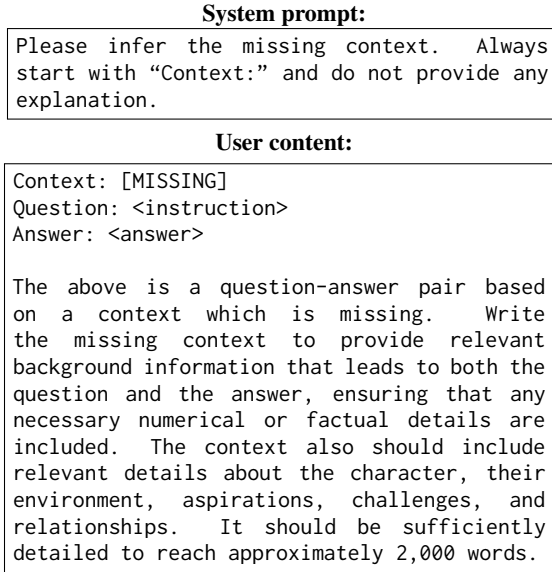 System prompt:
Please infer the missing context. Always
start with “Context:” and do not provide any
explanation.
User content:
Context: [MISSING]
Question: <instruction>
Answer: <answer>
The above is a question-answer pair based
on a context which is missing. Write
the missing context to provide relevant
background information that leads to both the
question and the answer, ensuring that any
necessary numerical or factual details are
included. The context also should include
relevant details about the character, their
environment, aspirations, challenges, and
relationships. It should be sufficiently
detailed to reach approximately 2,000 words.